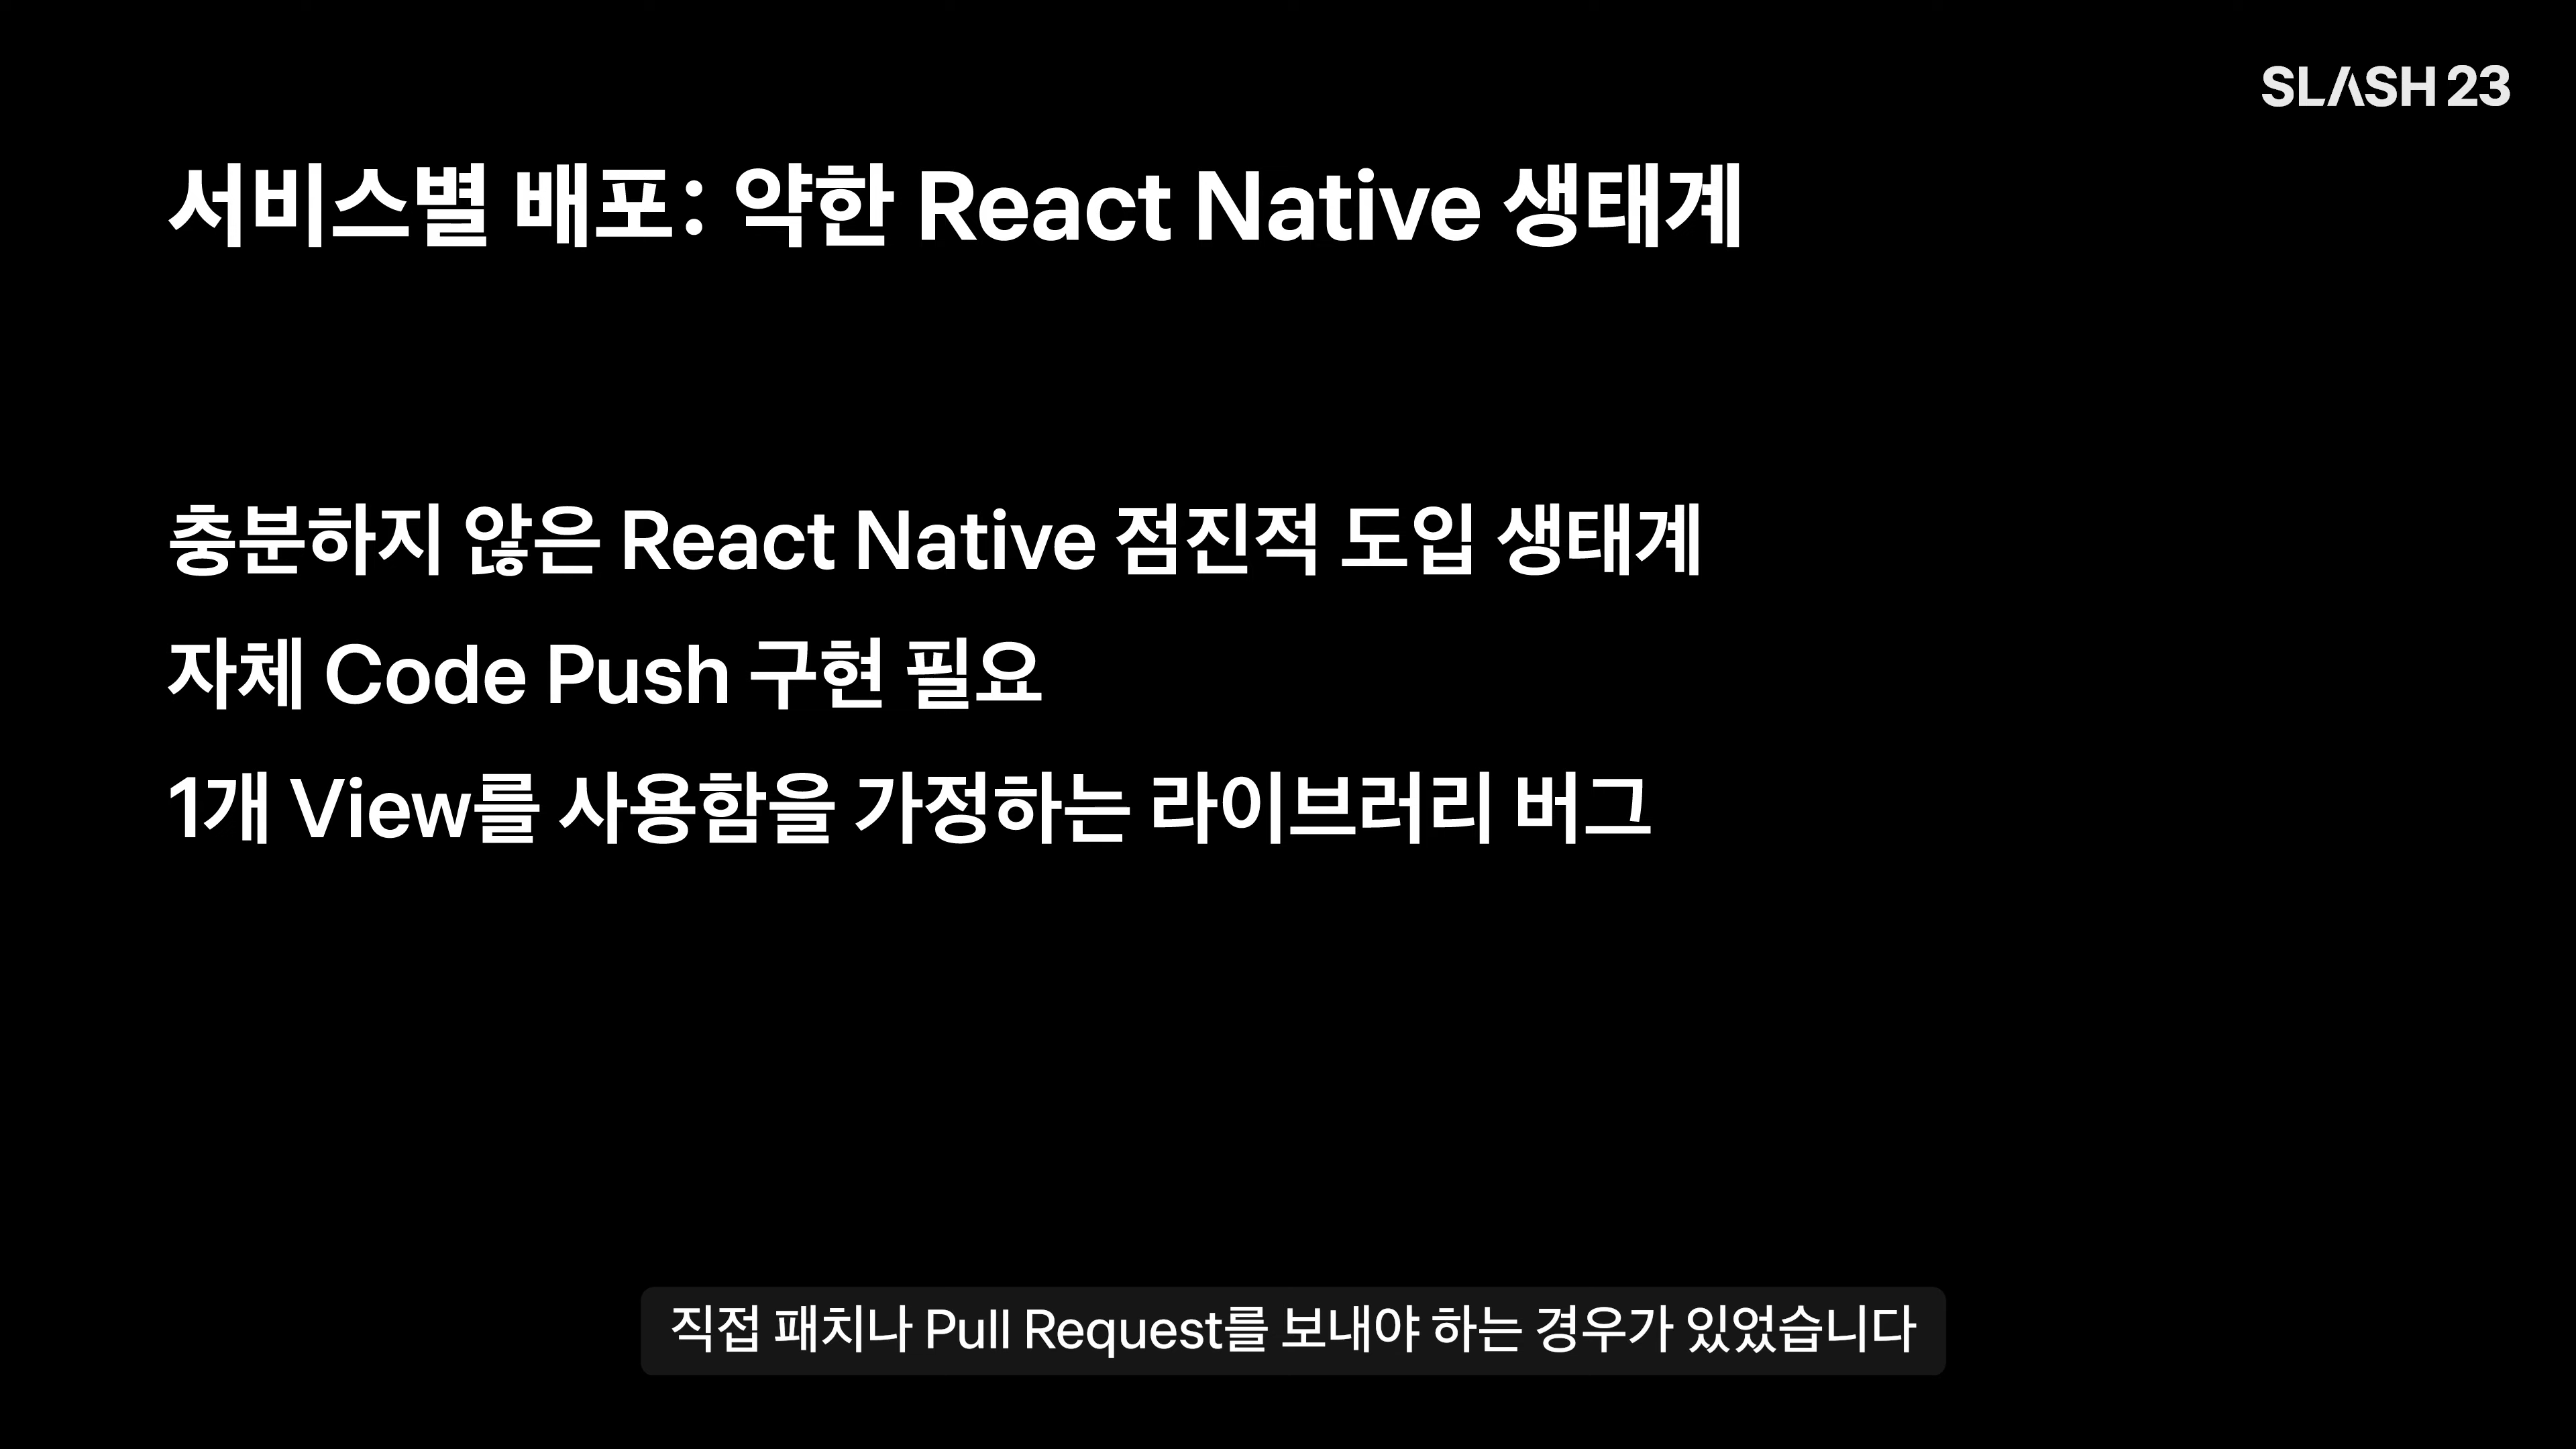 SLASH 23
서비스별 배포: 약한 React Native 생태계
충분하지 않은 React Native 점진적 도입 생태계
자체 Code Push 구현 필요
1개 View를 사용함을 가정하는 라이브러리 버그
직접 패치나 Pull Request를 보내야 하는 경우가 있었습니다